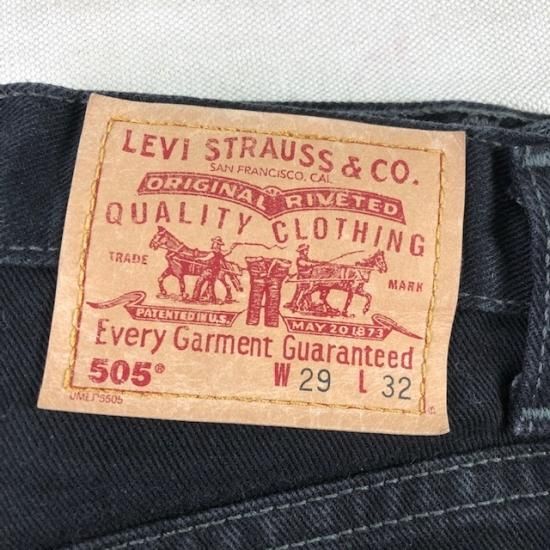 LEVI STRAUSS & CO.
SAN FRANCISCO, CAL.
ORIGINAL RIVETED
QUALITY CLOTHING
TRADE MARK
PATENTED IN U.S. MAY 20 1873
Every Garment Guaranteed
505® W 29 L 32